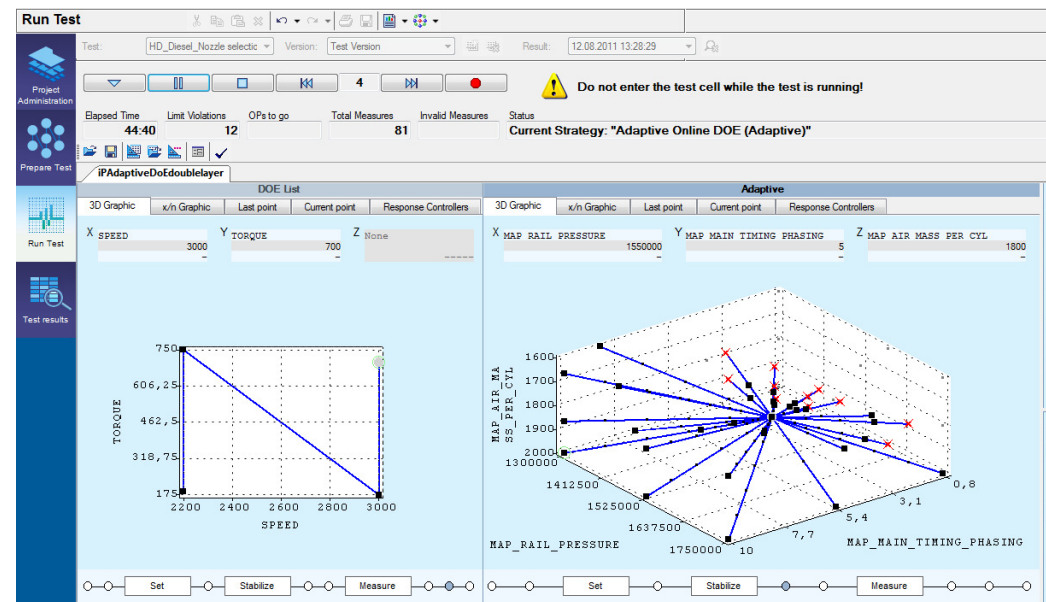 Run Test
Test: HD_Diesel_Nozzle selectic Version: Test Version Result: 12.08.2011 13:28:29
4
Do not enter the test cell while the test is running!
Elapsed Time Limit Violations OPs to go Total Measures Invalid Measures Status
44:40 12 81 Current Strategy: "Adaptive Online DOE (Adaptive)"
Project
Administration
Prepare Test
Run Test
Test results
iPAdaptiveDoEdoublelayer
DOE List
3D Graphic x/n Graphic Last point Current point Response Controllers
X SPEED Y TORQUE Z None
3000 700
– – -----
750
606,25
462,5
318,75
175
TORQUE
2200 2400 2600 2800 3000
SPEED
Set Stabilize Measure
Adaptive
3D Graphic x/n Graphic Last point Current point Response Controllers
X MAP RAIL PRESSURE Y MAP MAIN TIMING PHASING Z MAP AIR MASS PER CYL
1550000 5 1800
– – –
1600
1700
1800
1900
2000
MAP_AIR_MA
SS_PER_CYL
1300000
1412500
1525000
1637500
1750000
MAP_RAIL_PRESSURE
10
7,7
5,4
3,1
0,8
MAP_MAIN_TIMING_PHASING
Set Stabilize Measure